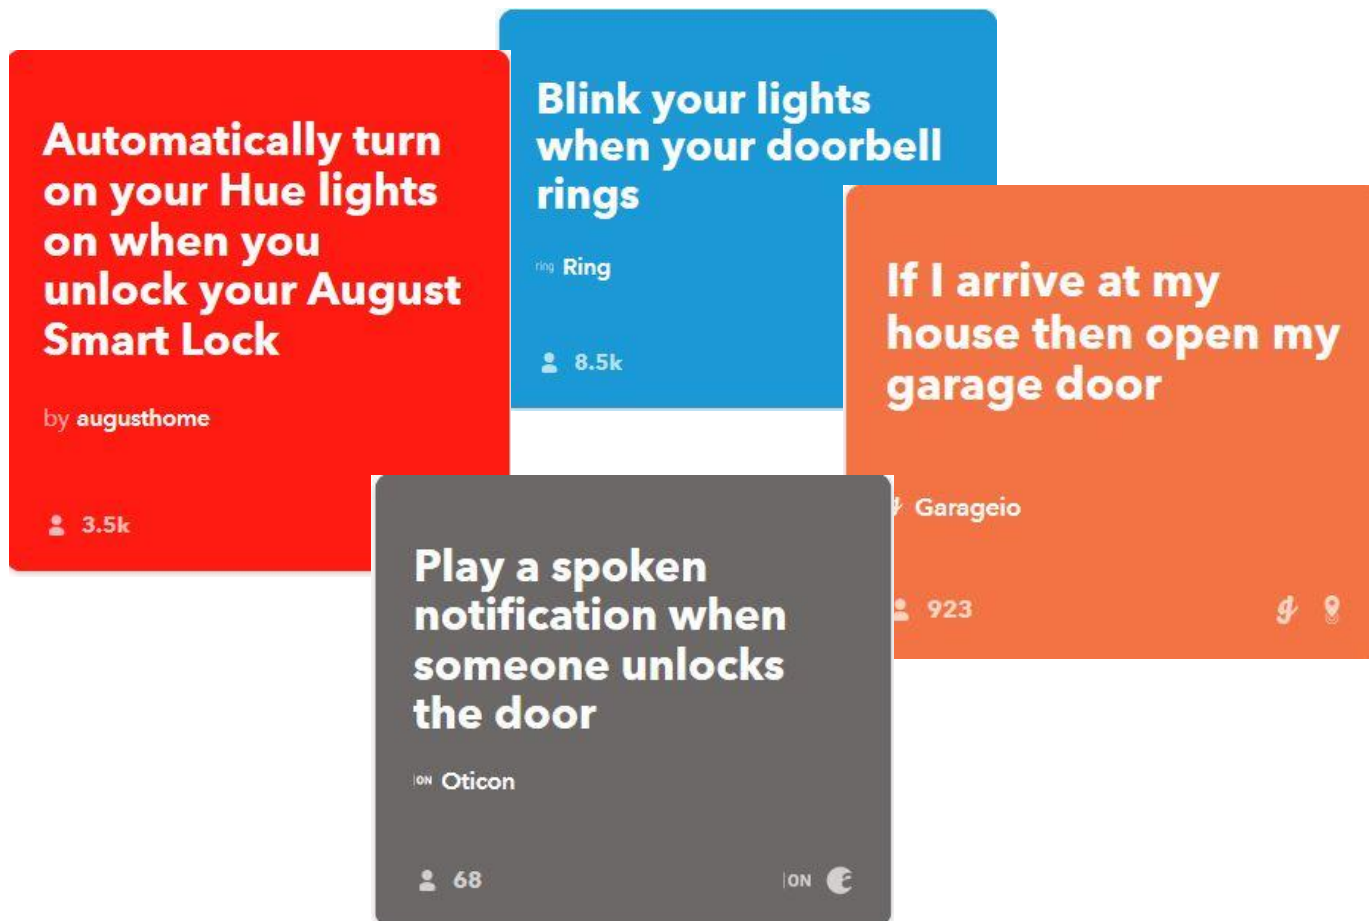 Automatically turn
on your Hue lights
on when you
unlock your August
Smart Lock
by augusthome
3.5k
Blink your lights
when your doorbell
rings
ring Ring
8.5k
If I arrive at my
house then open my
garage door
Garageio
923
Play a spoken
notification when
someone unlocks
the door
ON Oticon
68
ON